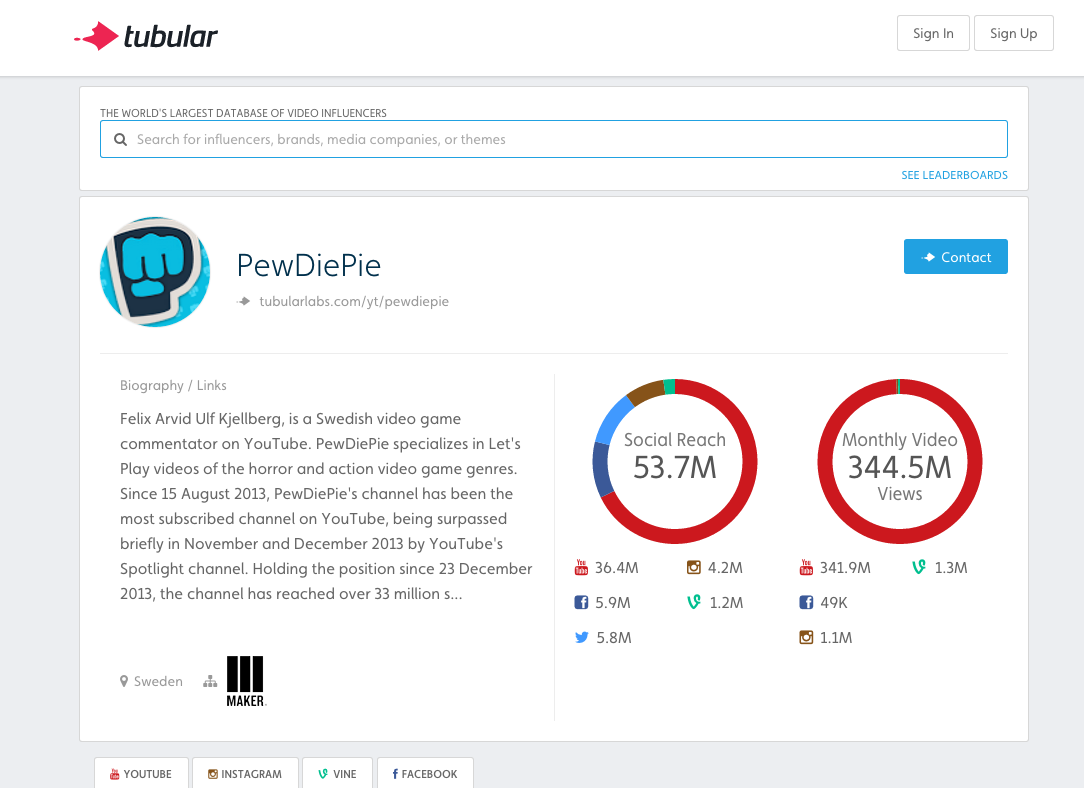 tubular
Sign In
Sign Up
THE WORLD'S LARGEST DATABASE OF VIDEO INFLUENCERS
Search for influencers, brands, media companies, or themes
SEE LEADERBOARDS
PewDiePie
tubularlabs.com/yt/pewdiepie
Contact
Biography / Links
Felix Arvid Ulf Kjellberg, is a Swedish video game
commentator on YouTube. PewDiePie specializes in Let's
Play videos of the horror and action video game genres.
Since 15 August 2013, PewDiePie's channel has been the
most subscribed channel on YouTube, being surpassed
briefly in November and December 2013 by YouTube's
Spotlight channel. Holding the position since 23 December
2013, the channel has reached over 33 million s...
Sweden
MAKER
Social Reach
53.7M
You Tube 36.4M
4.2M
5.9M
1.2M
5.8M
Monthly Video
344.5M
Views
You Tube 341.9M
1.3M
49K
1.1M
YOUTUBE
INSTAGRAM
VINE
FACEBOOK